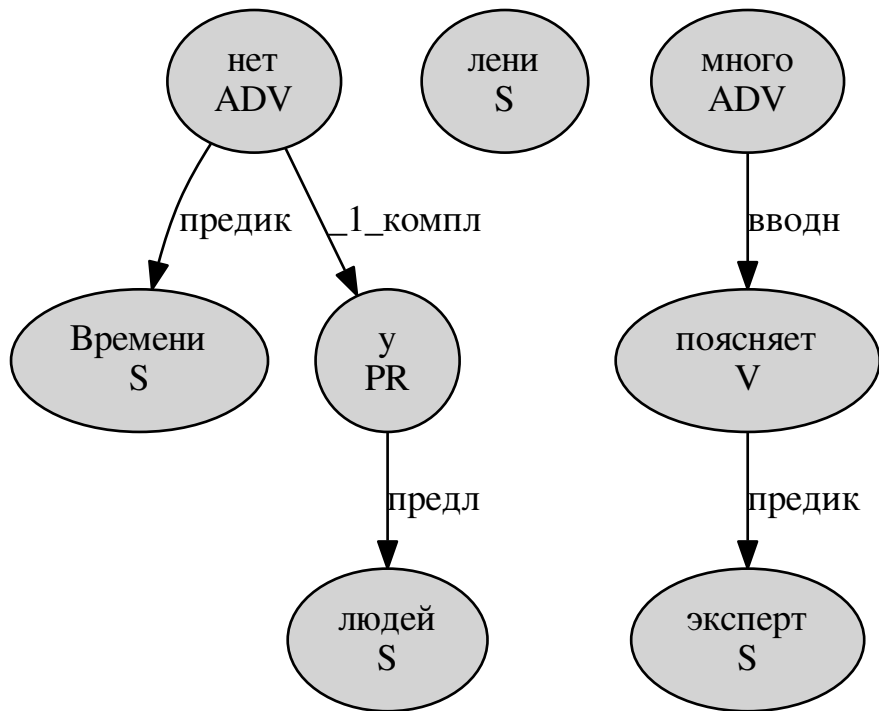 нет
ADV
лени
S
много
ADV
предик
_1_компл
вводн
Времени
S
у
PR
поясняет
V
предл
предик
людей
S
эксперт
S